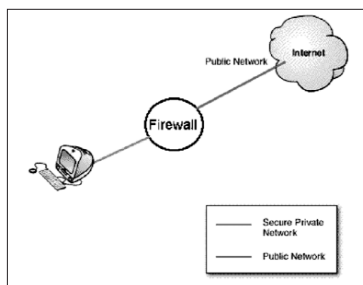 Internet
Public Network
Firewall
Secure Private
Network
Public Network